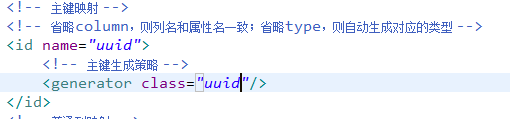 <!-- 主键映射 -->
<!-- 省略column，则列名和属性名一致；省略type，则自动生成对应的类型 -->
<id name="uuid">
<!-- 主键生成策略 -->
<generator class="uuid"/>
</id>